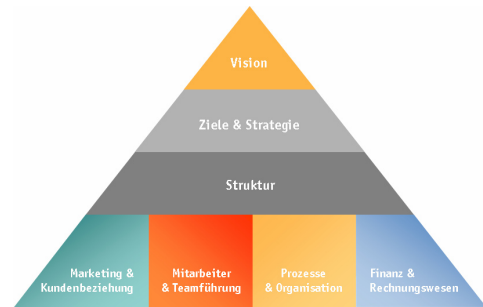 Vision
Ziele & Strategie
Struktur
Marketing &
Kundenbeziehung
Mitarbeiter
& Teamführung
Prozesse
& Organisation
Finanz &
Rechnungswesen